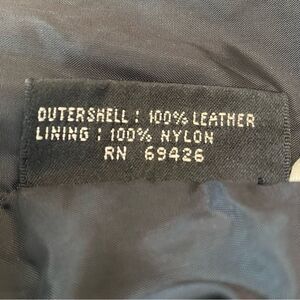 OUTERSHELL : 100% LEATHER
LINING : 100% NYLON
RN 69426